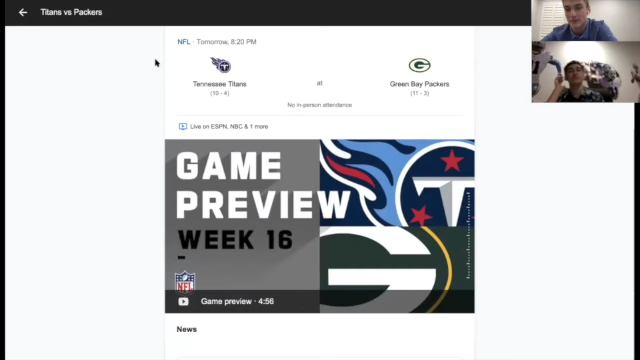 Titans vs Packers
NFL · Tomorrow, 8:20 PM
Tennessee Titans
(10 - 4)
at
Green Bay Packers
(11 - 3)
No in-person attendance
Live on ESPN, NBC & 1 more
GAME
PREVIEW
WEEK 16
NFL
Game preview · 4:56
News